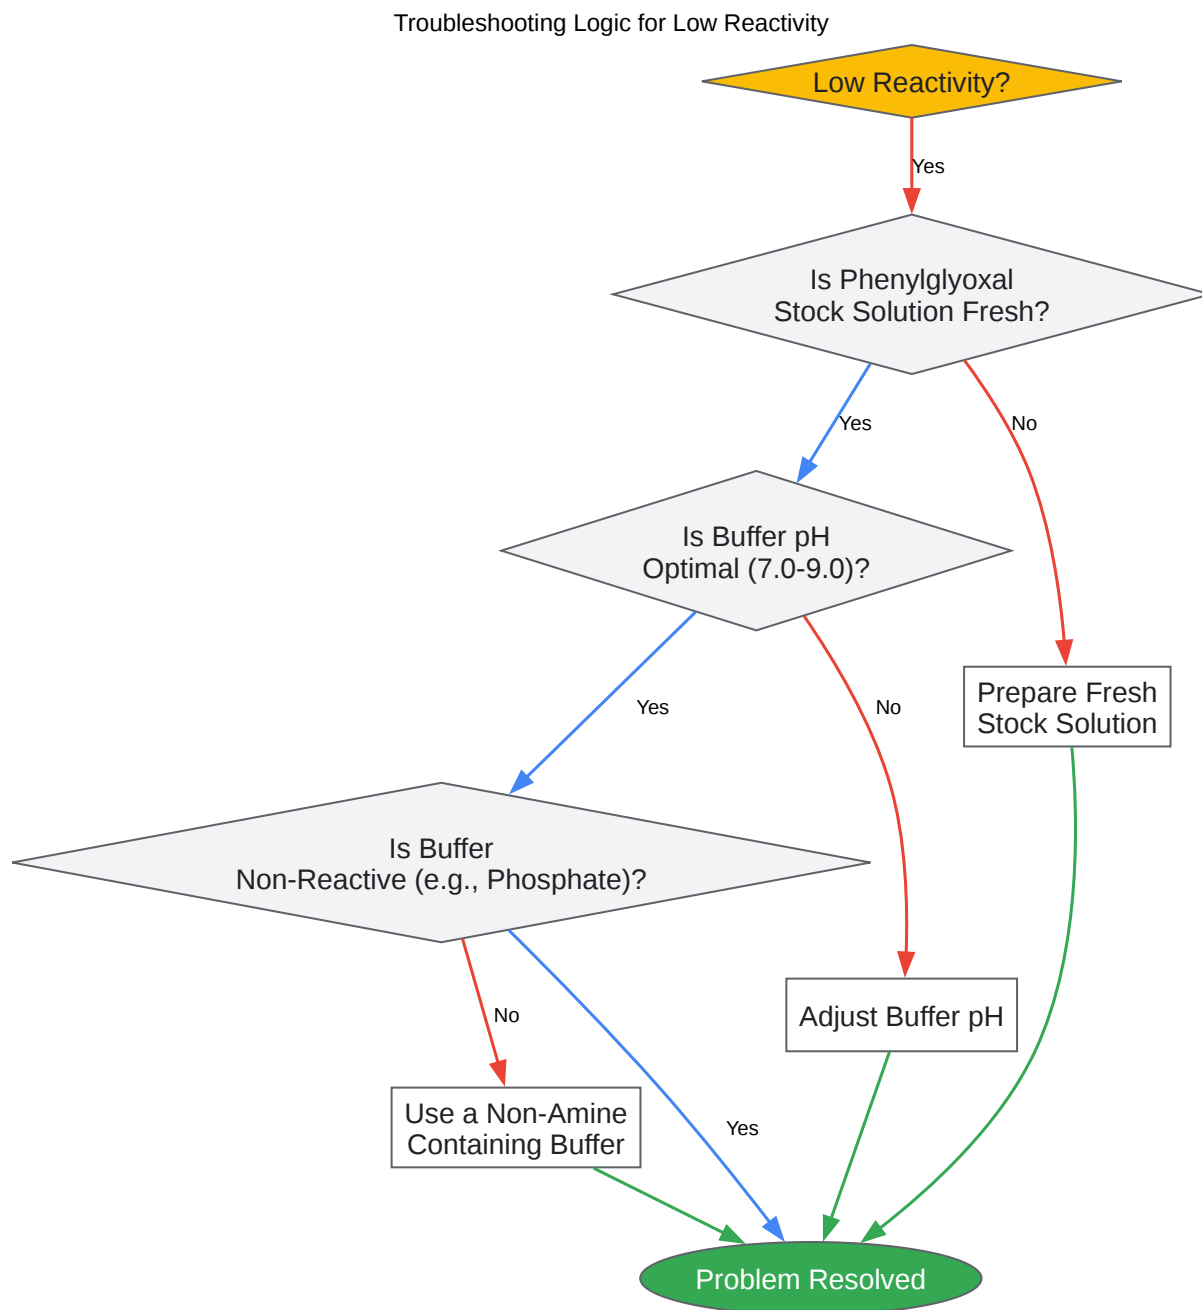 Troubleshooting Logic for Low Reactivity
Low Reactivity?
Yes
Is Phenylglyoxal
Stock Solution Fresh?
Yes
No
Is Buffer pH
Optimal (7.0-9.0)?
Prepare Fresh
Stock Solution
Yes
No
Is Buffer
Non-Reactive (e.g., Phosphate)?
Adjust Buffer pH
No
Use a Non-Amine
Containing Buffer
Yes
Problem Resolved